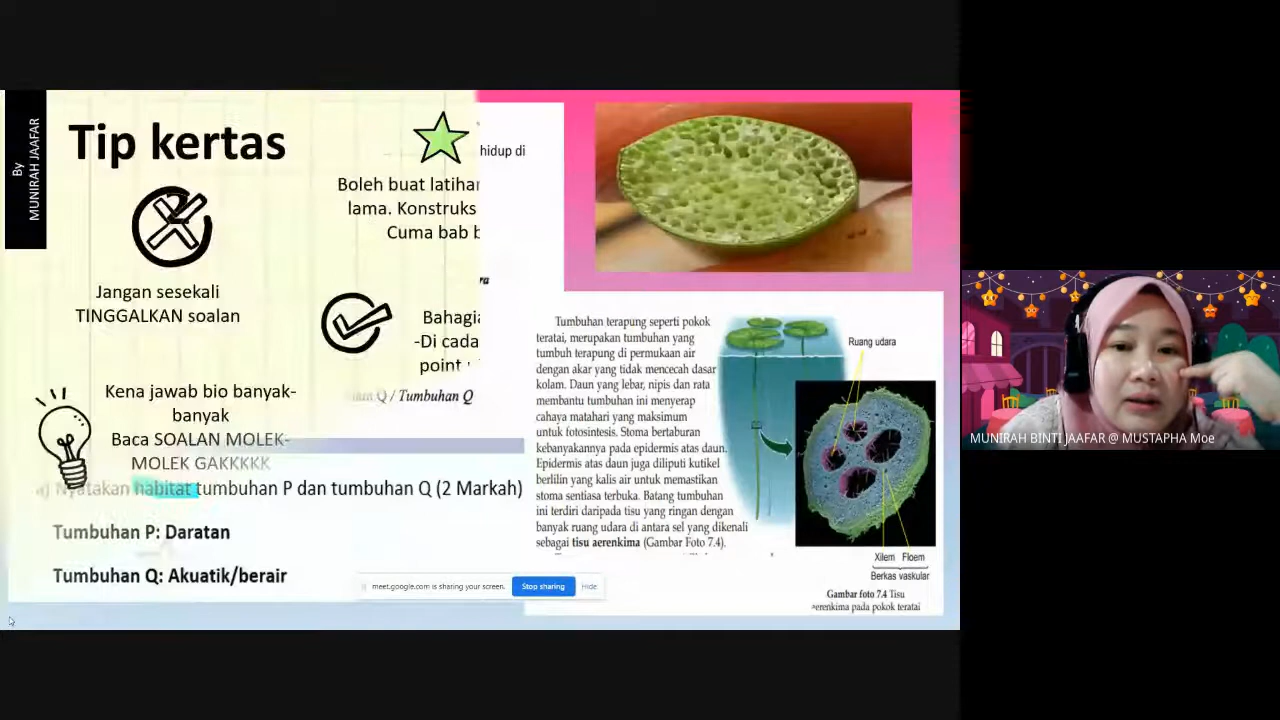 By
MUNIRAH JAAFAR
Tip kertas
hidup di
Boleh buat latihan
lama. Konstruks
Cuma bab b
Jangan sesekali
TINGGALKAN soalan
ra
Bahagia
-Di cada
point
Kena jawab bio banyak-
banyak
Baca SOALAN MOLEK-
MOLEK GAKKKKK
Q / Tumbuhan Q
Nyatakan habitat tumbuhan P dan tumbuhan Q (2 Markah)
Tumbuhan P: Daratan
Tumbuhan Q: Akuatik/berair
meet.google.com is sharing your screen.
Stop sharing
Hide
Tumbuhan terapung seperti pokok
teratai, merupakan tumbuhan yang
tumbuh terapung di permukaan air
dengan akar yang tidak mencecah dasar
kolam. Daun yang lebar, nipis dan rata
membantu tumbuhan ini menyerap
cahaya matahari yang maksimum
untuk fotosintesis. Stoma bertaburan
kebanyakannya pada epidermis atas daun.
Epidermis atas daun juga diliputi kutikel
berlilin yang kalis air untuk memastikan
stoma sentiasa terbuka. Batang tumbuhan
ini terdiri daripada tisu yang ringan dengan
banyak ruang udara di antara sel yang dikenali
sebagai tisu aerenkima (Gambar Foto 7.4).
Ruang udara
Xilem Floem
Berkas vaskular
Gambar foto 7.4 Tisu
aerenkima pada pokok teratai
MUNIRAH BINTI JAAFAR @ MUSTAPHA Moe